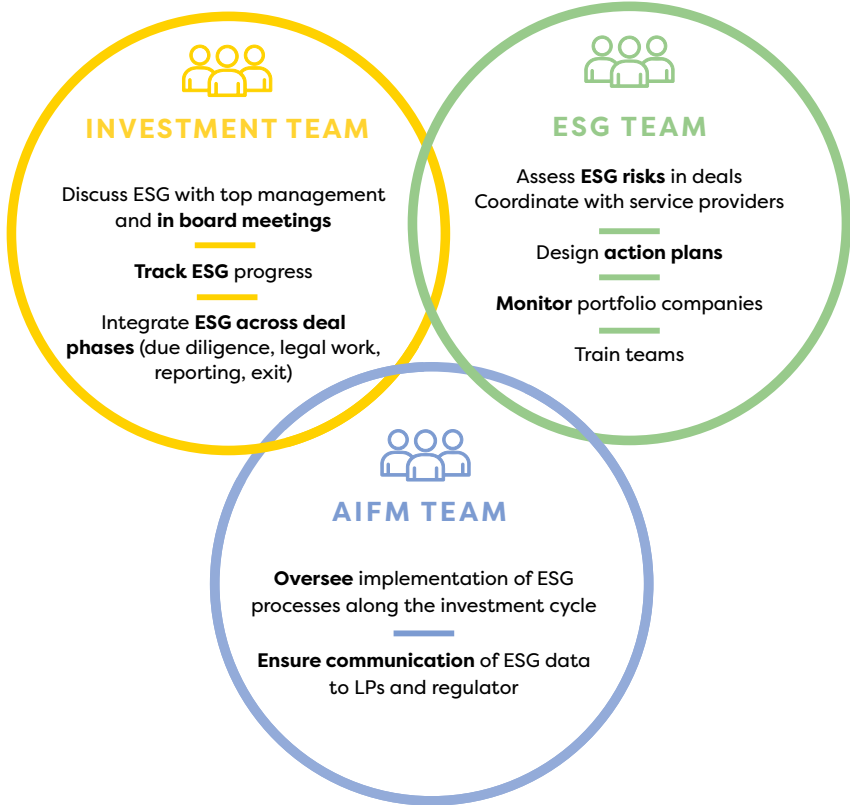 INVESTMENT TEAM
Discuss ESG with top management
and in board meetings
Track ESG progress
Integrate ESG across deal
phases (due diligence, legal work,
reporting, exit)
ESG TEAM
Assess ESG risks in deals
Coordinate with service providers
Design action plans
Monitor portfolio companies
Train teams
AIFM TEAM
Oversee implementation of ESG
processes along the investment cycle
Ensure communication of ESG data
to LPs and regulator